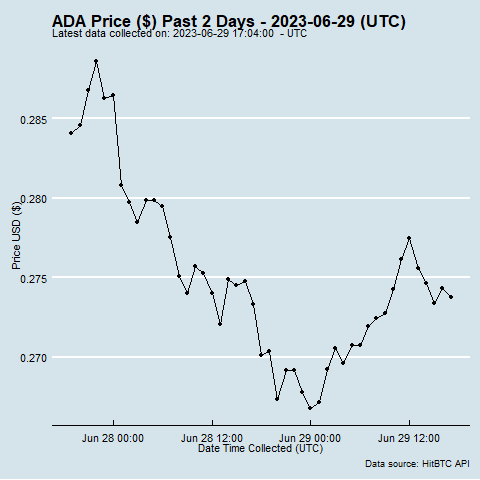 ADA Price ($) Past 2 Days - 2023-06-29 (UTC)
Latest data collected on: 2023-06-29 17:04:00 - UTC
Price USD ($)
0.285
0.280
0.275
0.270
Jun 28 00:00 Jun 28 12:00 Jun 29 00:00 Jun 29 12:00
Date Time Collected (UTC)
Data source: HitBTC API